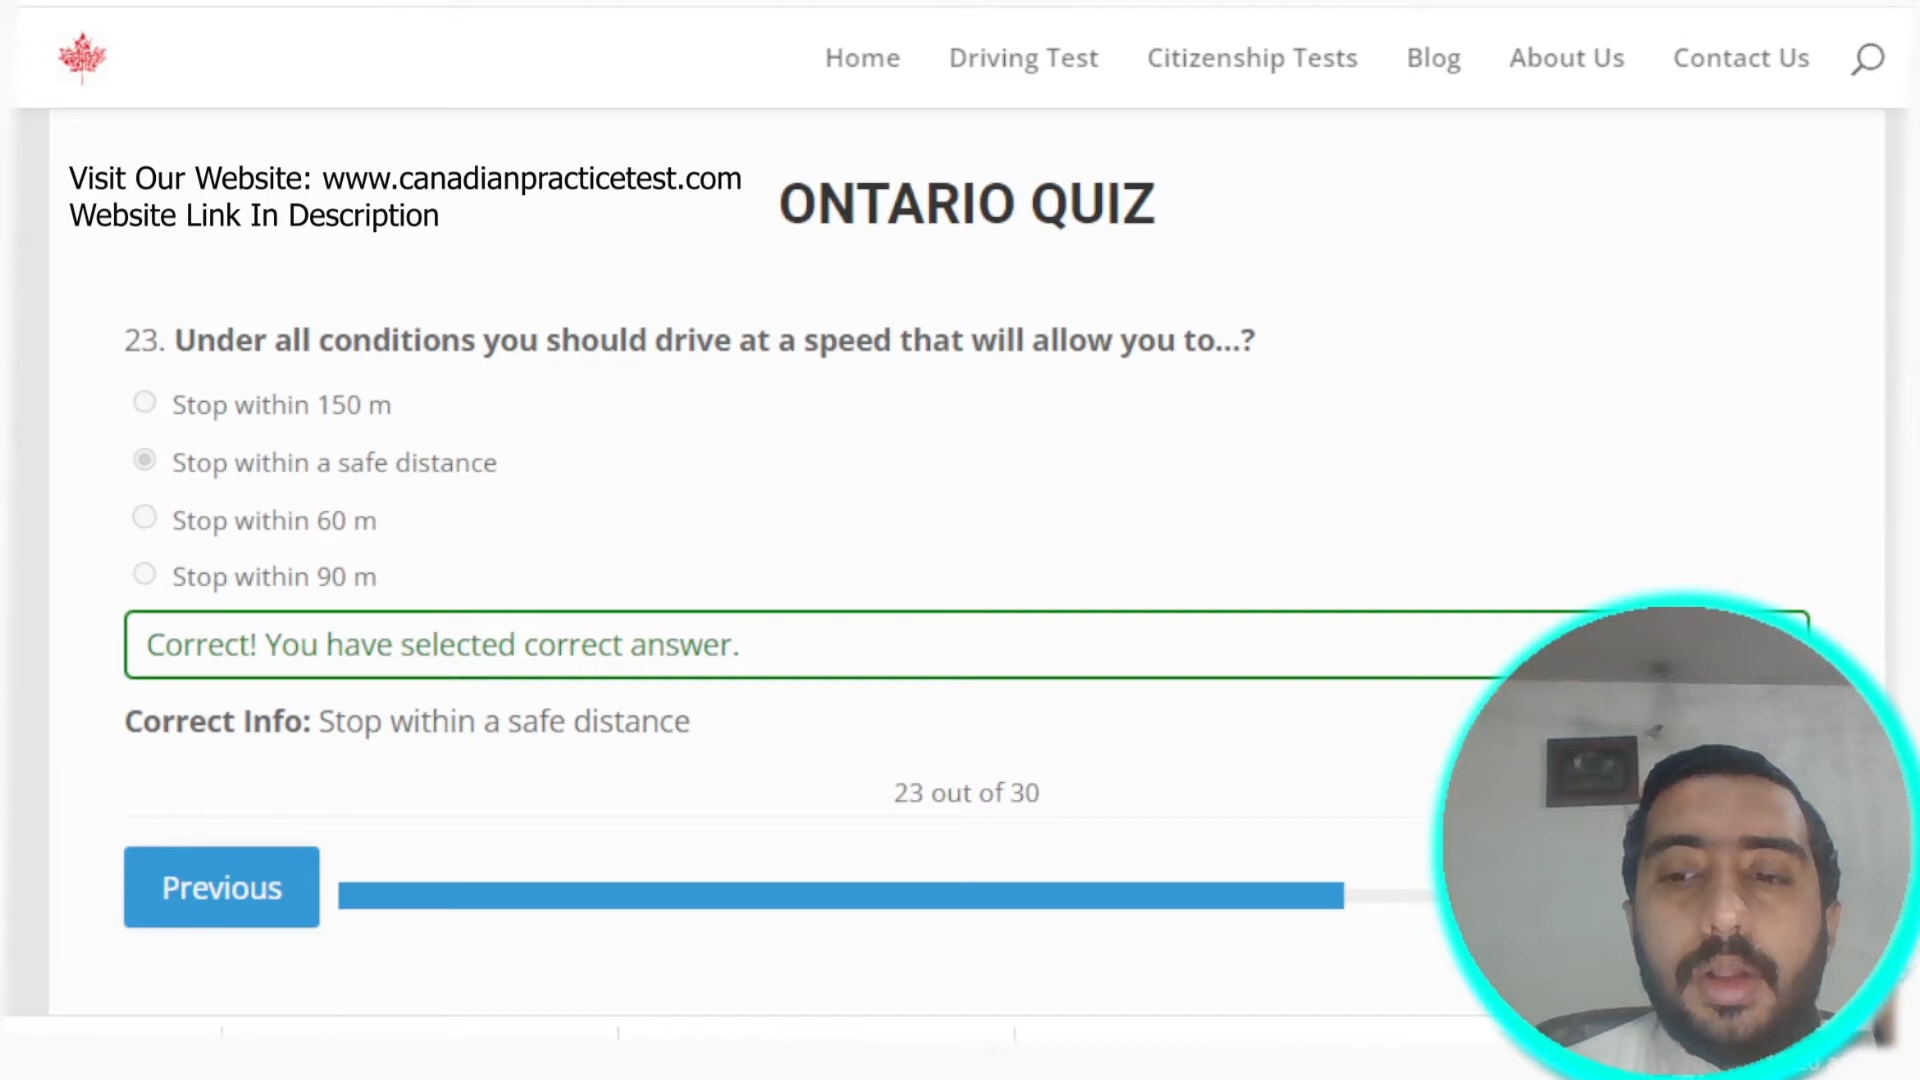 Home Driving Test Citizenship Tests Blog About Us Contact Us
Visit Our Website: www.canadianpracticetest.com
Website Link In Description
ONTARIO QUIZ
23. Under all conditions you should drive at a speed that will allow you to...?
Stop within 150 m
Stop within a safe distance
Stop within 60 m
Stop within 90 m
Correct! You have selected correct answer.
Correct Info: Stop within a safe distance
23 out of 30
Previous